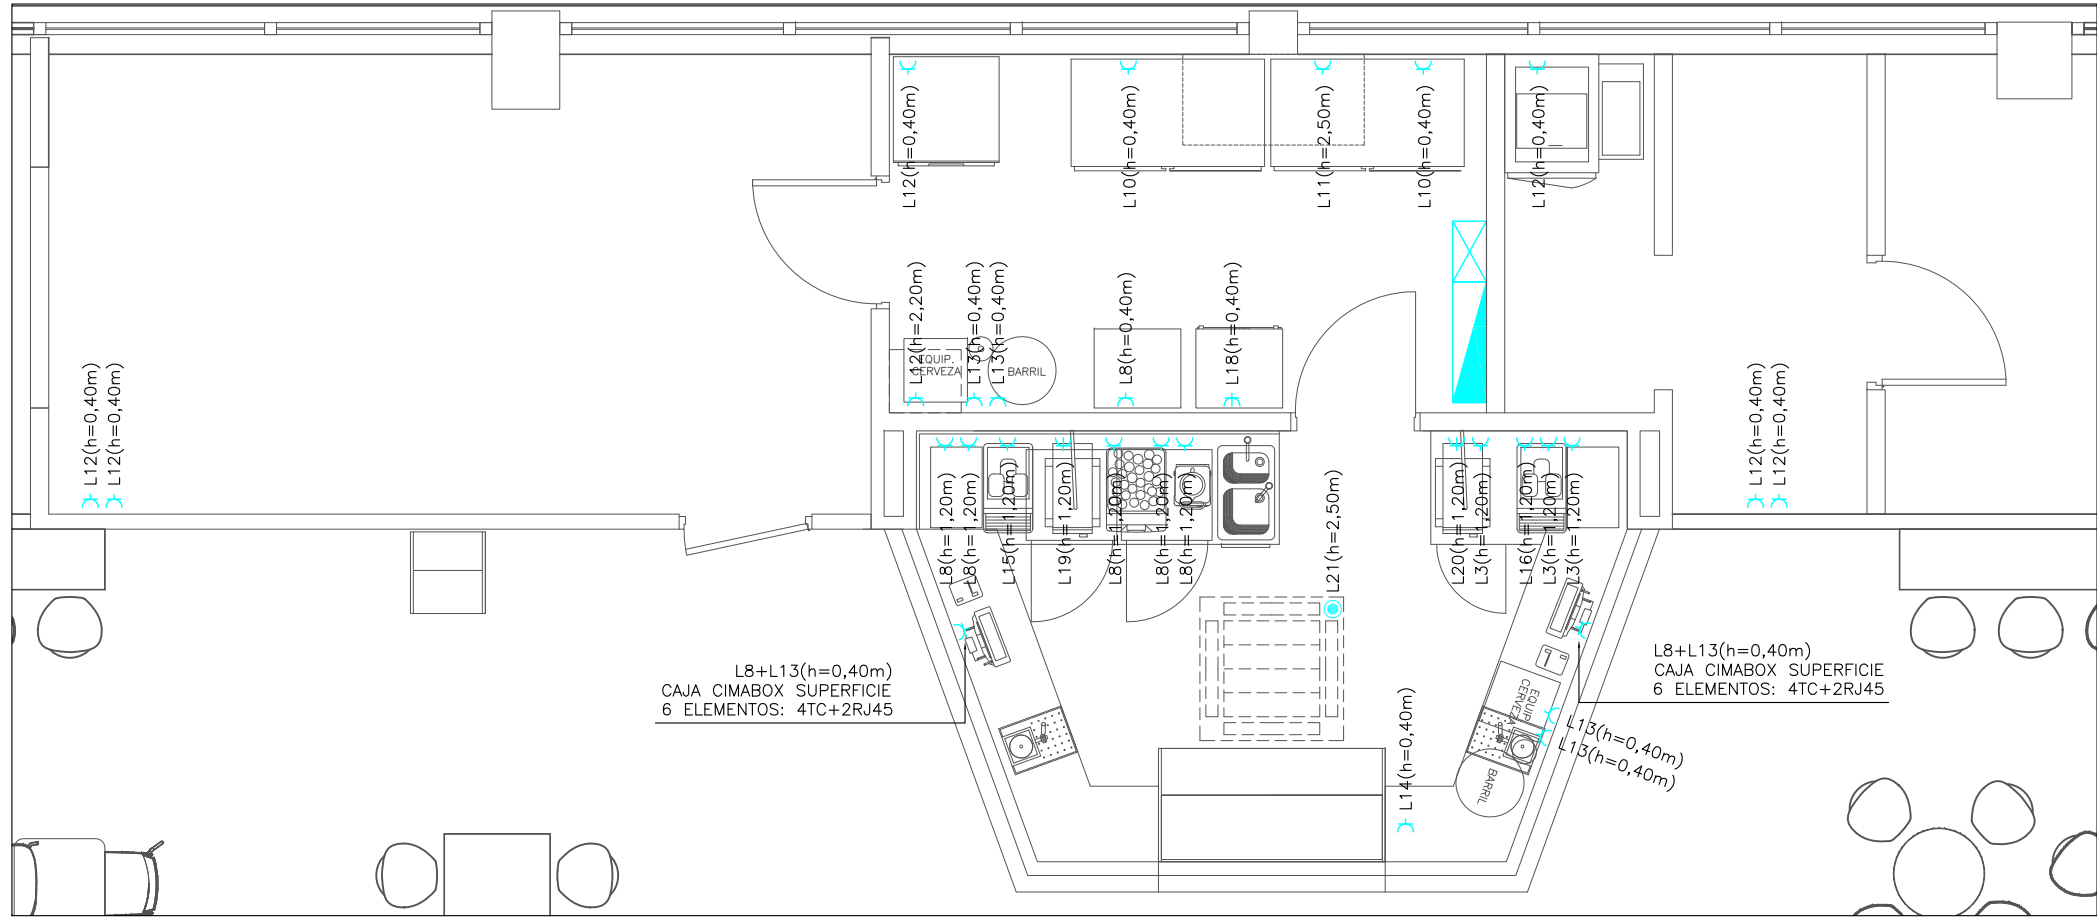 L12(h=0,40m)
L10(h=0,40m)
L11(h=2,50m)
L10(h=0,40m)
L12(h=0,40m)
L12(h=2,20m)
L13(h=0,40m)
L13(h=0,40m)
L8(h=0,40m)
L18(h=0,40m)
EQUIP.
CERVEZA
BARRIL
L12(h=0,40m)
L12(h=0,40m)
L12(h=0,40m)
L12(h=0,40m)
L8(h=1,20m)
L8(h=1,20m)
L15(h=1,20m)
L19(h=1,20m)
L8(h=1,20m)
L8(h=1,20m)
L8(h=1,20m)
L20(h=1,20m)
L3(h=1,20m)
L16(h=1,20m)
L3(h=1,20m)
L3(h=1,20m)
L21(h=2,50m)
L8+L13(h=0,40m)
CAJA CIMABOX SUPERFICIE
6 ELEMENTOS: 4TC+2RJ45
L8+L13(h=0,40m)
CAJA CIMABOX SUPERFICIE
6 ELEMENTOS: 4TC+2RJ45
EQUIP.
CERVEZA
L13(h=0,40m)
L13(h=0,40m)
BARRIL
L14(h=0,40m)